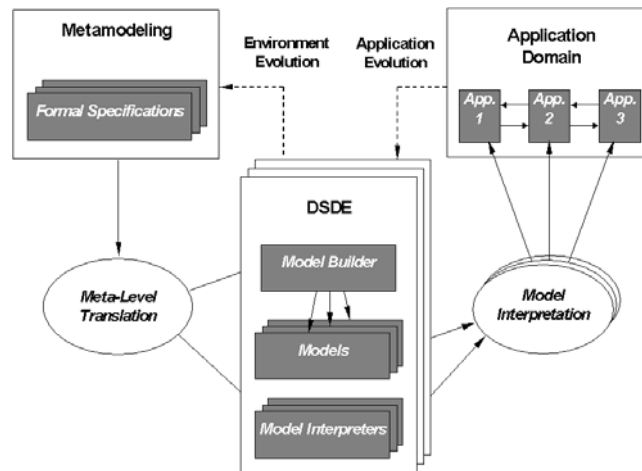 Metamodeling
Formal Specifications
Environment
Evolution
Application
Evolution
Application
Domain
App.
1
App.
2
App.
3
DSDE
Model Builder
Models
Model Interpreters
Meta-Level
Translation
Model
Interpretation